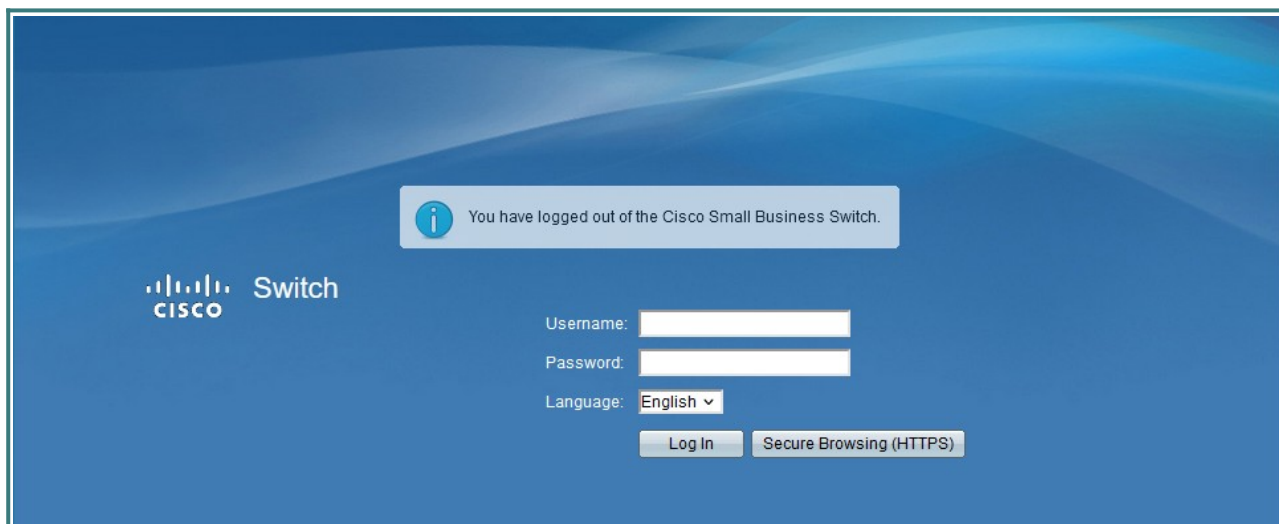 You have logged out of the Cisco Small Business Switch.
CISCO Switch
Username:
Password:
Language: English
Log In Secure Browsing (HTTPS)